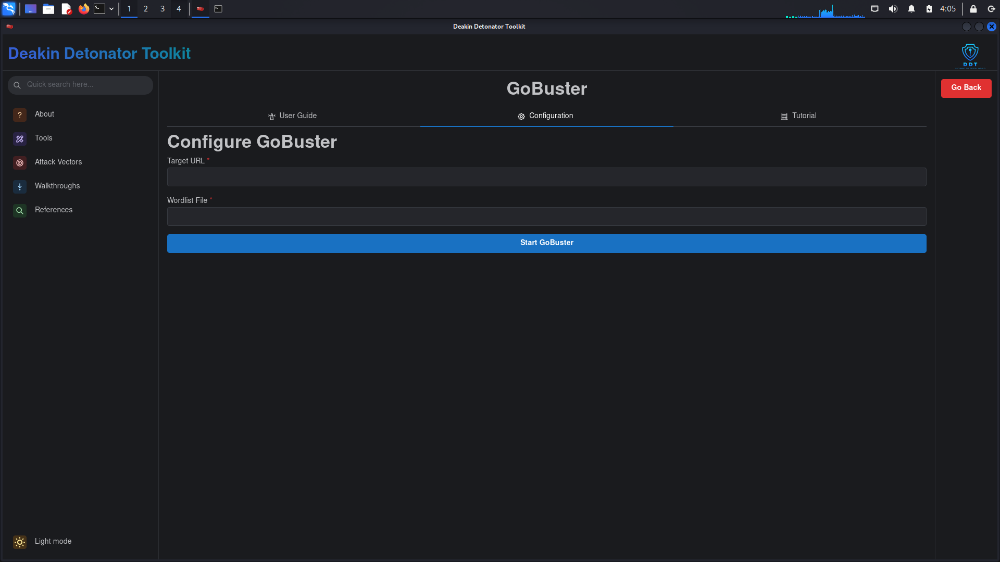 1 2 3 4 4:05
Deakin Detonator Toolkit
Deakin Detonator Toolkit
DDT
Quick search here...
About
Tools
Attack Vectors
Walkthroughs
References
Light mode
GoBuster
Go Back
User Guide
Configuration
Tutorial
Configure GoBuster
Target URL *
Wordlist File *
Start GoBuster